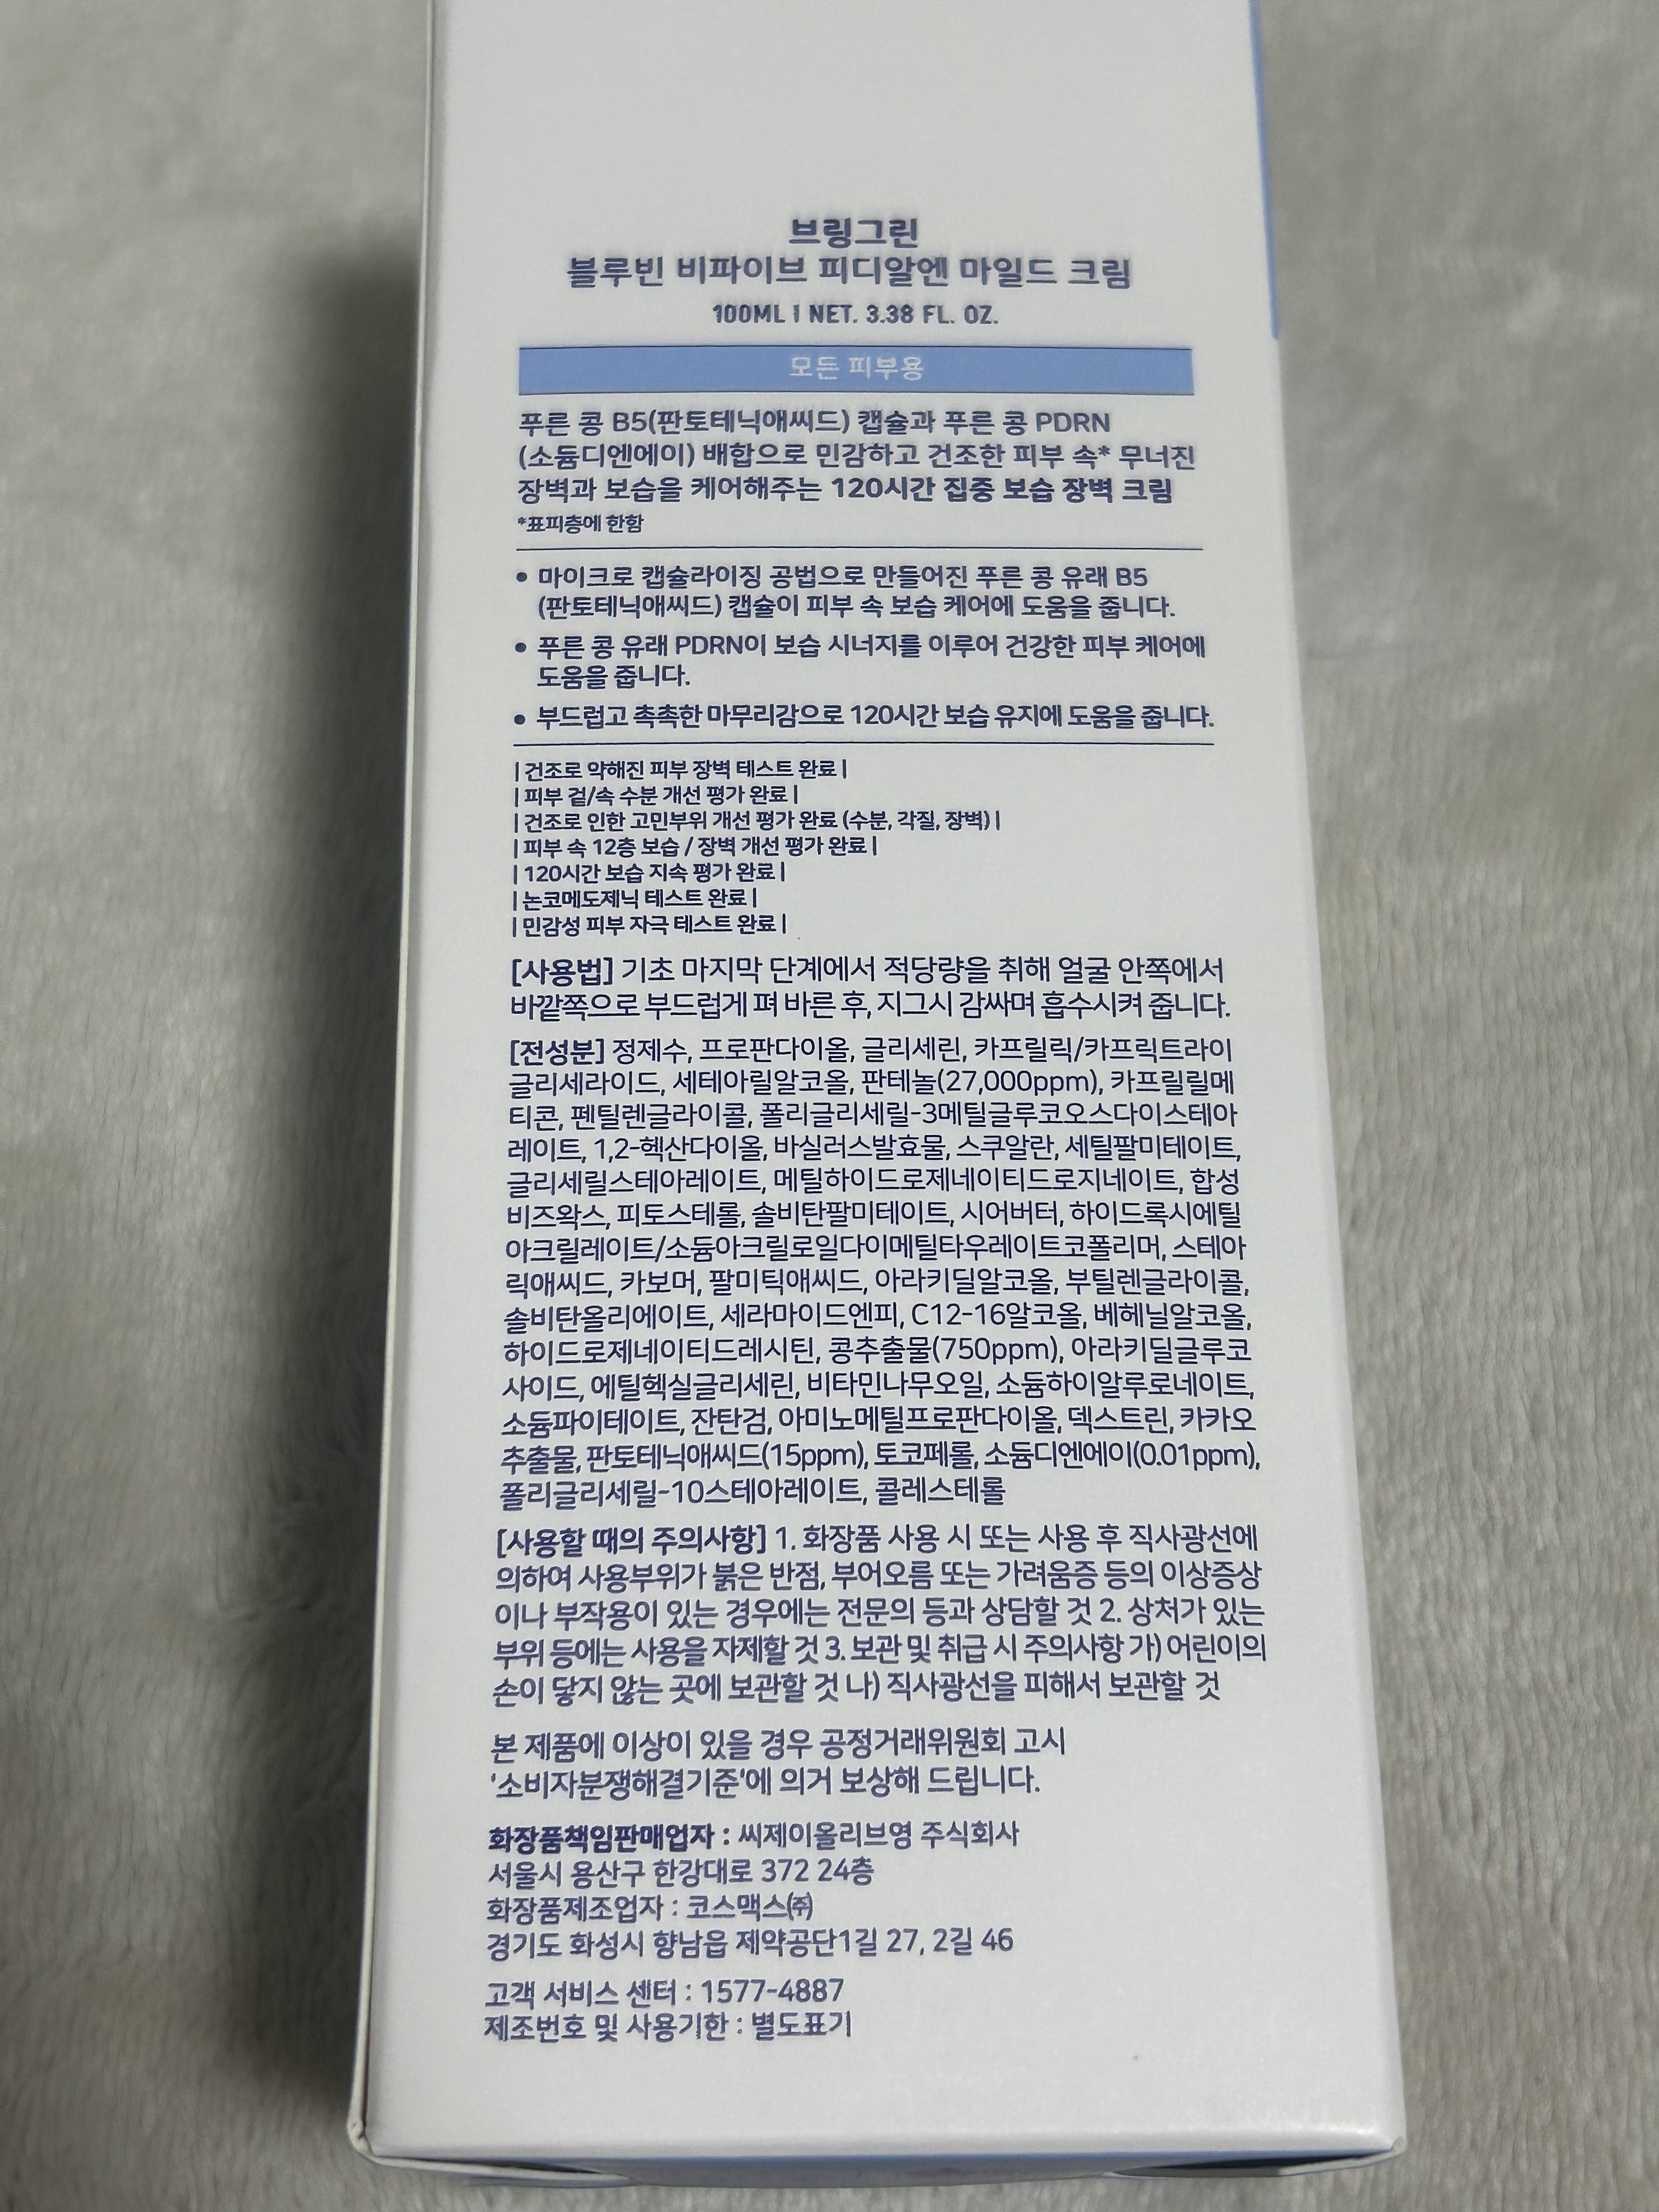 브링그린
블루빈 비파이브 피디알엔 마일드 크림
100ML I NET. 3.38 FL. OZ.
모든 피부용
푸른 콩 B5(판토테닉애씨드) 캡슐과 푸른 콩 PDRN
(소듐디엔에이) 배합으로 민감하고 건조한 피부 속* 무너진
장벽과 보습을 케어해주는 120시간 집중 보습 장벽 크림
*표피층에 한함
• 마이크로 캡슐라이징 공법으로 만들어진 푸른 콩 유래 B5
(판토테닉애씨드) 캡슐이 피부 속 보습 케어에 도움을 줍니다.
• 푸른 콩 유래 PDRN이 보습 시너지를 이루어 건강한 피부 케어에
도움을 줍니다.
• 부드럽고 촉촉한 마무리감으로 120시간 보습 유지에 도움을 줍니다.
| 건조로 약해진 피부 장벽 테스트 완료 |
| 피부 겉/속 수분 개선 평가 완료 |
| 건조로 인한 고민부위 개선 평가 완료 (수분, 각질, 장벽) |
| 피부 속 12층 보습 / 장벽 개선 평가 완료 |
| 120시간 보습 지속 평가 완료 |
| 논코메도제닉 테스트 완료 |
| 민감성 피부 자극 테스트 완료 |
[사용법] 기초 마지막 단계에서 적당량을 취해 얼굴 안쪽에서
바깥쪽으로 부드럽게 펴 바른 후, 지그시 감싸며 흡수시켜 줍니다.
[전성분] 정제수, 프로판다이올, 글리세린, 카프릴릭/카프릭트라이
글리세라이드, 세테아릴알코올, 판테놀(27,000ppm), 카프릴릴메
티콘, 펜틸렌글라이콜, 폴리글리세릴-3메틸글루코오스다이스테아
레이트, 1,2-헥산다이올, 바실러스발효물, 스쿠알란, 세틸팔미테이트,
글리세릴스테아레이트, 메틸하이드로제네이티드로지네이트, 합성
비즈왁스, 피토스테롤, 솔비탄팔미테이트, 시어버터, 하이드록시에틸
아크릴레이트/소듐아크릴로일다이메틸타우레이트코폴리머, 스테아
릭애씨드, 카보머, 팔미틱애씨드, 아라키딜알코올, 부틸렌글라이콜,
솔비탄올리에이트, 세라마이드엔피, C12-16알코올, 베헤닐알코올,
하이드로제네이티드레시틴, 콩추출물(750ppm), 아라키딜글루코
사이드, 에틸헥실글리세린, 비타민나무오일, 소듐하이알루로네이트,
소듐파이테이트, 잔탄검, 아미노메틸프로판다이올, 덱스트린, 카카오
추출물, 판토테닉애씨드(15ppm), 토코페롤, 소듐디엔에이(0.01ppm),
폴리글리세릴-10스테아레이트, 콜레스테롤
[사용할 때의 주의사항] 1. 화장품 사용 시 또는 사용 후 직사광선에
의하여 사용부위가 붉은 반점, 부어오름 또는 가려움증 등의 이상증상
이나 부작용이 있는 경우에는 전문의 등과 상담할 것 2. 상처가 있는
부위 등에는 사용을 자제할 것 3. 보관 및 취급 시 주의사항 가) 어린이의
손이 닿지 않는 곳에 보관할 것 나) 직사광선을 피해서 보관할 것
본 제품에 이상이 있을 경우 공정거래위원회 고시
'소비자분쟁해결기준'에 의거 보상해 드립니다.
화장품책임판매업자 : 씨제이올리브영 주식회사
서울시 용산구 한강대로 372 24층
화장품제조업자 : 코스맥스㈜
경기도 화성시 향남읍 제약공단1길 27, 2길 46
고객 서비스 센터 : 1577-4887
제조번호 및 사용기한 : 별도표기